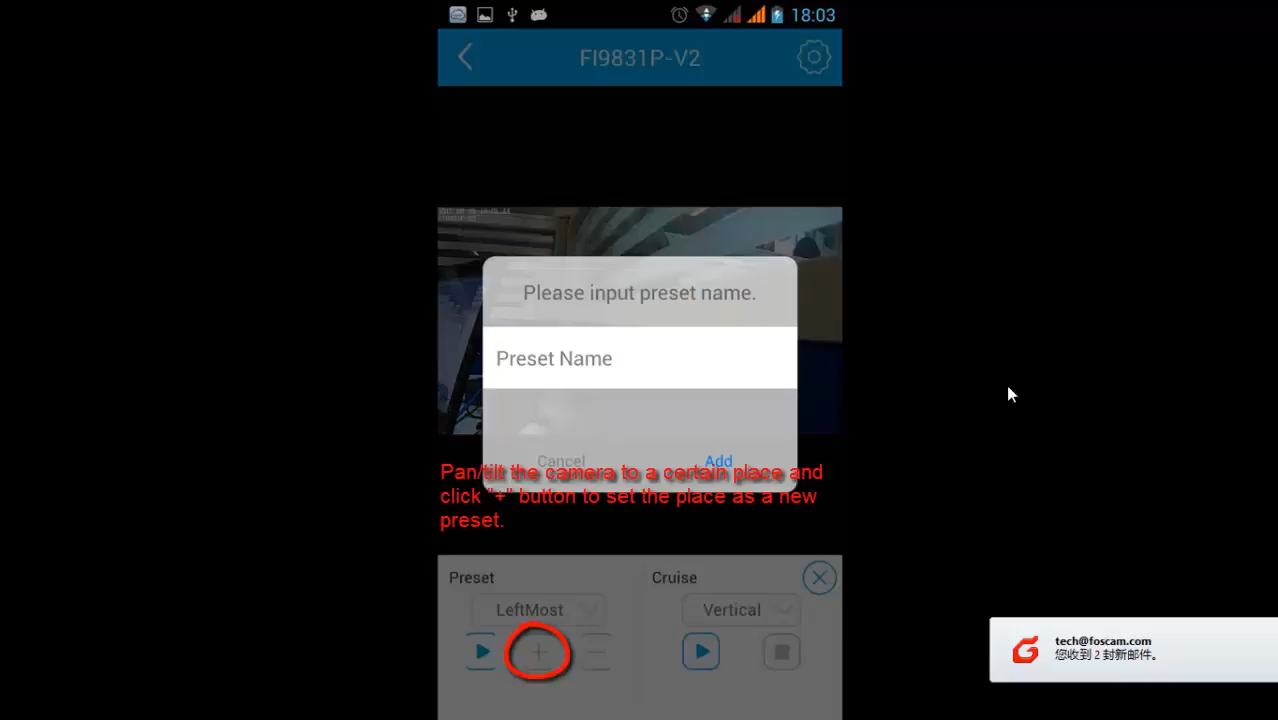 18:03
FI9831P-V2
Please input preset name.
Preset Name
Cancel
Add
Pan/tilt the camera to a certain place and
click "+" button to set the place as a new
preset.
Preset
Cruise
LeftMost
Vertical
tech@foscam.com
您收到 2 封新邮件。